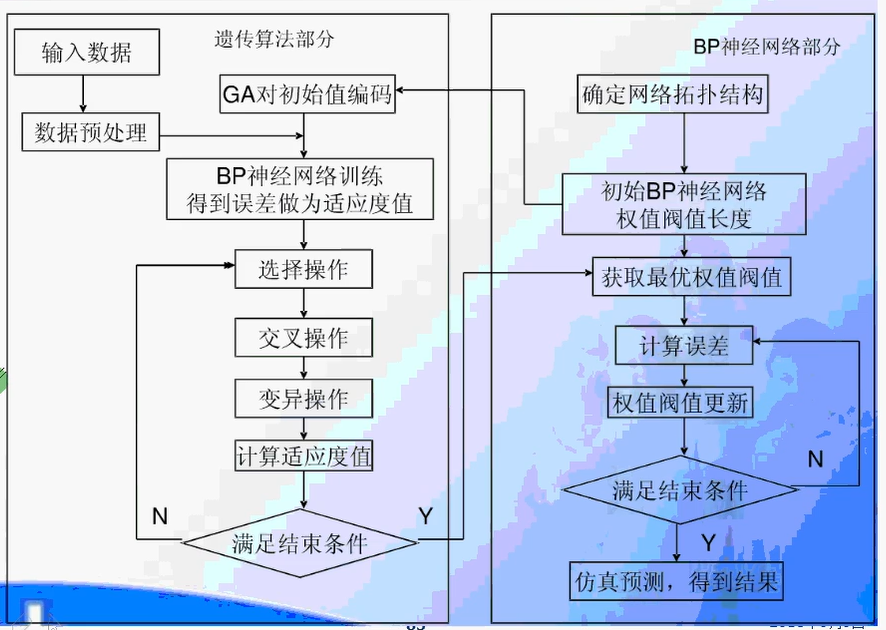 遗传算法部分
输入数据
GA对初始值编码
数据预处理
BP神经网络训练
得到误差做为适应度值
选择操作
交叉操作
变异操作
计算适应度值
满足结束条件
N
Y
BP神经网络部分
确定网络拓扑结构
初始BP神经网络
权值阀值长度
获取最优权值阀值
计算误差
权值阀值更新
满足结束条件
N
Y
仿真预测，得到结果